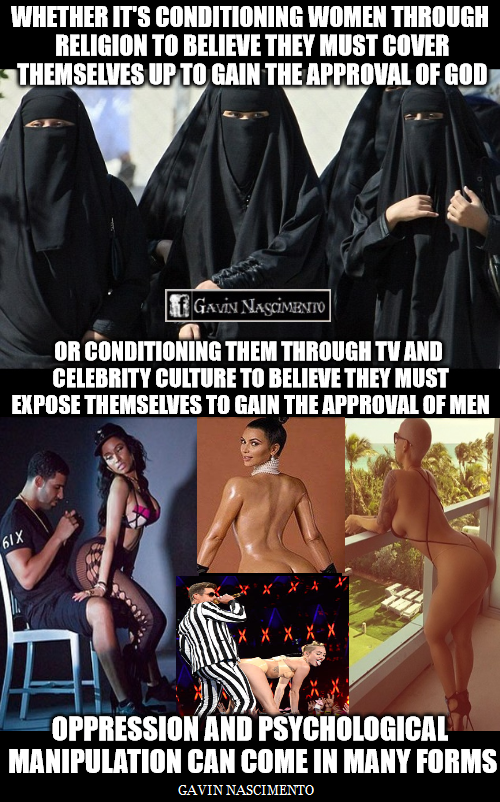 WHETHER IT'S CONDITIONING WOMEN THROUGH
RELIGION TO BELIEVE THEY MUST COVER
THEMSELVES UP TO GAIN THE APPROVAL OF GOD
GAVIN NASCIMENTO
OR CONDITIONING THEM THROUGH TV AND
CELEBRITY CULTURE TO BELIEVE THEY MUST
EXPOSE THEMSELVES TO GAIN THE APPROVAL OF MEN
6IX
OPPRESSION AND PSYCHOLOGICAL
MANIPULATION CAN COME IN MANY FORMS
GAVIN NASCIMENTO